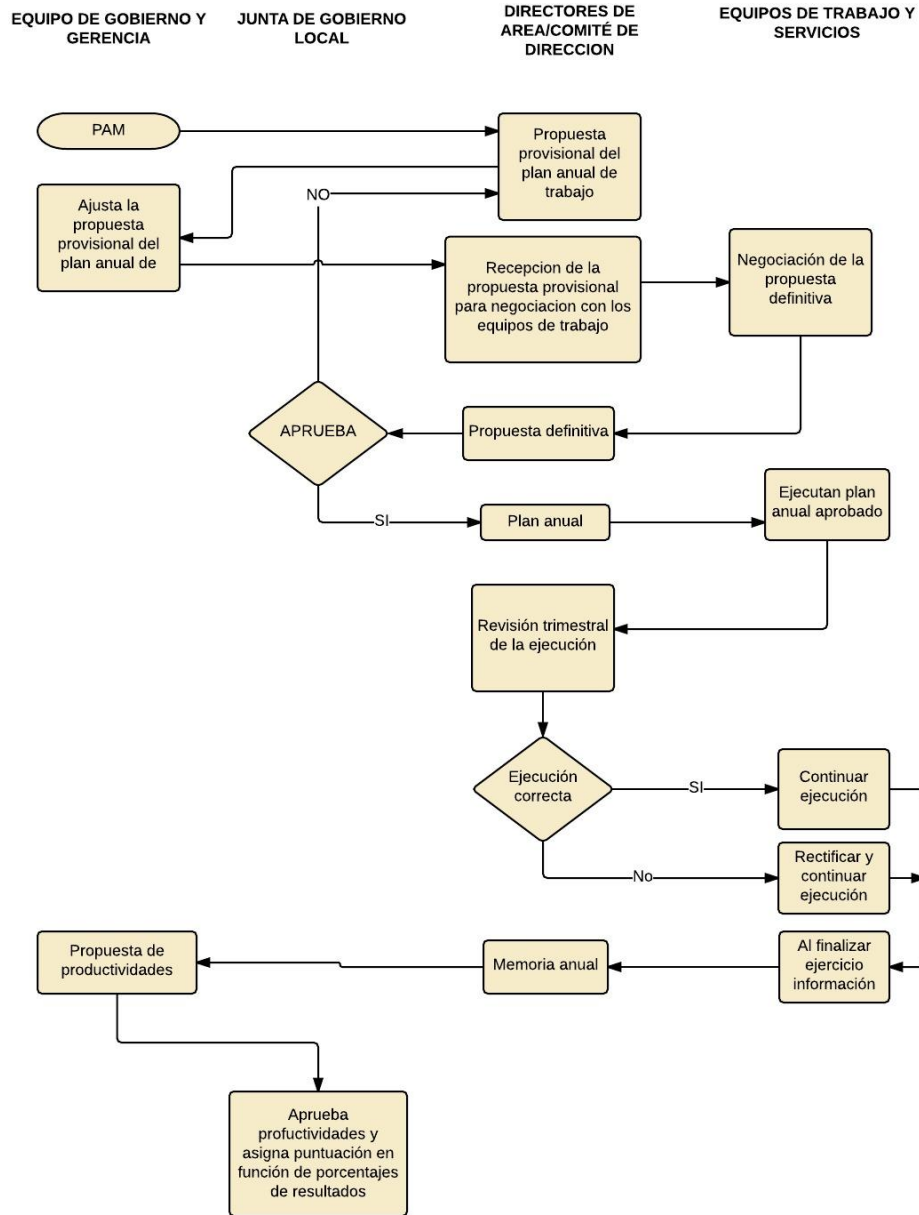 EQUIPO DE GOBIERNO Y
GERENCIA
JUNTA DE GOBIERNO
LOCAL
DIRECTORES DE
AREA/COMITÉ DE
DIRECCION
EQUIPOS DE TRABAJO Y
SERVICIOS
PAM
Propuesta
provisional del
plan anual de
trabajo
Ajusta la
propuesta
provisional del
plan anual de
NO
Recepcion de la
propuesta provisional
para negociacion con los
equipos de trabajo
Negociación de la
propuesta
definitiva
APRUEBA
Propuesta definitiva
SI
Plan anual
Ejecutan plan
anual aprobado
Revisión trimestral
de la ejecución
Ejecución
correcta
SI
Continuar
ejecución
No
Rectificar y
continuar
ejecución
Propuesta de
productividades
Memoria anual
Al finalizar
ejercicio
información
Aprueba
profuctividades y
asigna puntuación en
función de porcentajes
de resultados